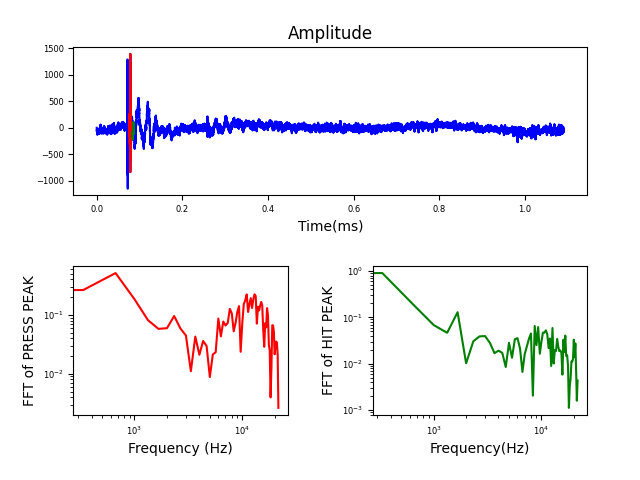 Amplitude
1500
1000
500
0
−500
−1000
0.0 0.2 0.4 0.6 0.8 1.0
Time(ms)
FFT of PRESS PEAK
10⁻¹
10⁻²
10³ 10⁴
Frequency (Hz)
FFT of HIT PEAK
10⁰
10⁻¹
10⁻²
10⁻³
10³ 10⁴
Frequency(Hz)